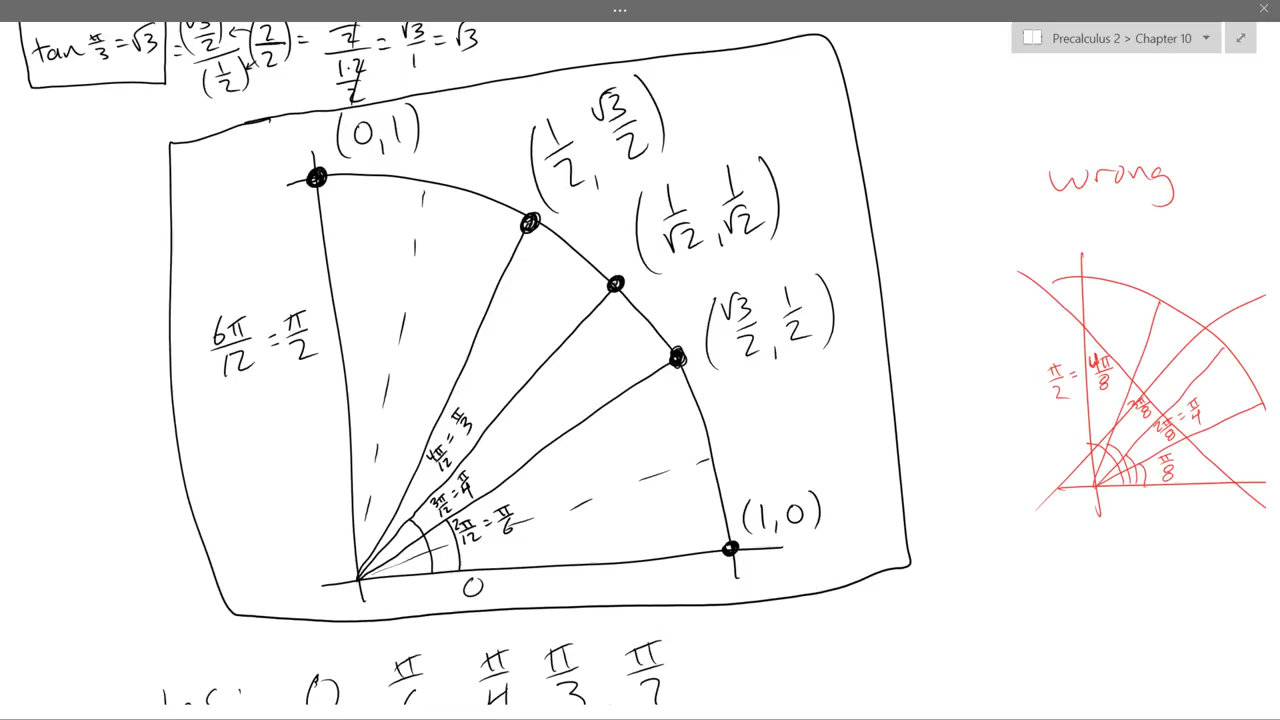 Precalculus 2 > Chapter 10
tan π/3 = √3 = (√3/2)/(1/2) (2/2) = = √3/1 = √3
(0,1)
(1/2, √3/2)
(1/√2, 1/√2)
(√3/2, 1/2)
6π/12 = π/2
4π/12 = π/3
3π/12 = π/4
2π/12 = π/6
(1,0)
0
0 π/6 π/4 π/3 π/2
wrong
π/2 = 4π/8
2π/8 = π/4
π/8